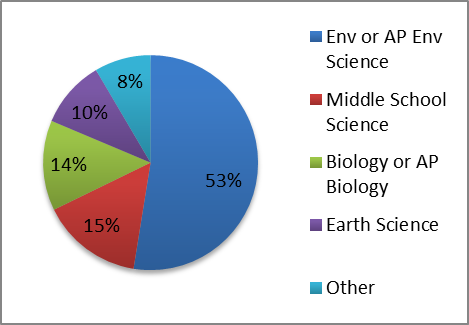 53%
15%
14%
10%
8%
Env or AP Env
Science
Middle School
Science
Biology or AP
Biology
Earth Science
Other